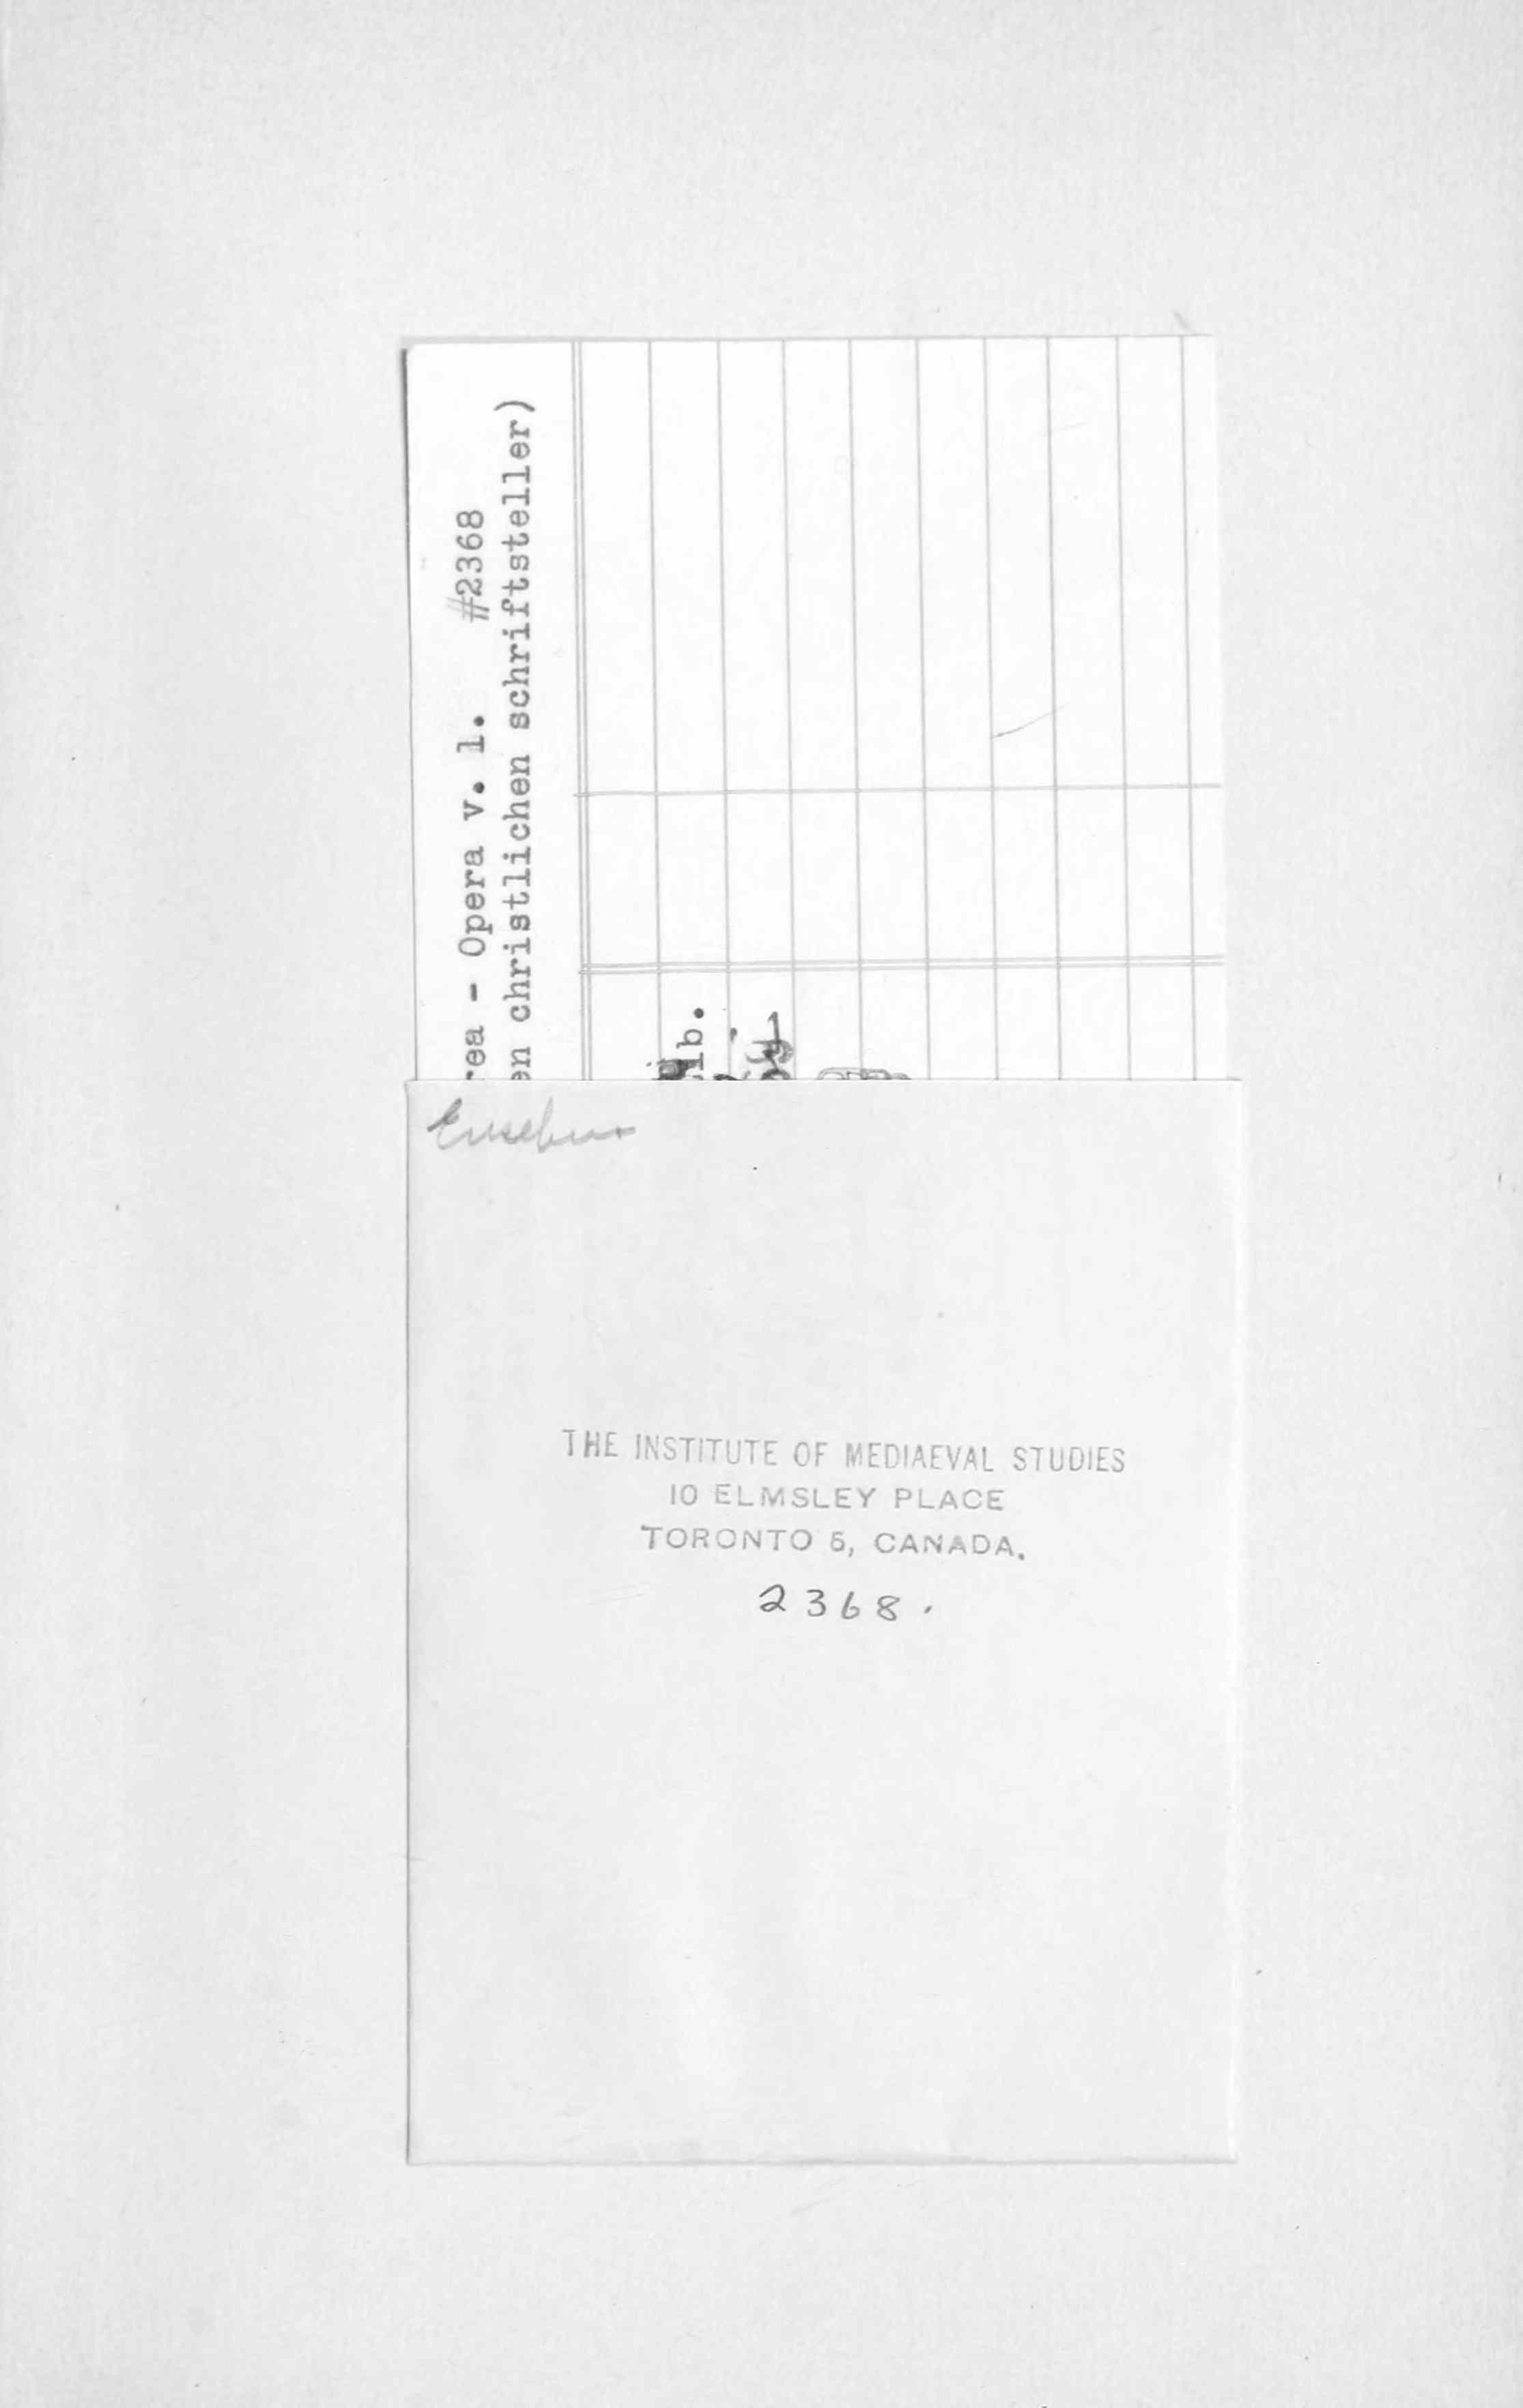 rea - Opera v. 1. #2368
en christlichen schriftsteller)
lb.
Eusebius
THE INSTITUTE OF MEDIAEVAL STUDIES
10 ELMSLEY PLACE
TORONTO 5, CANADA.
2368.